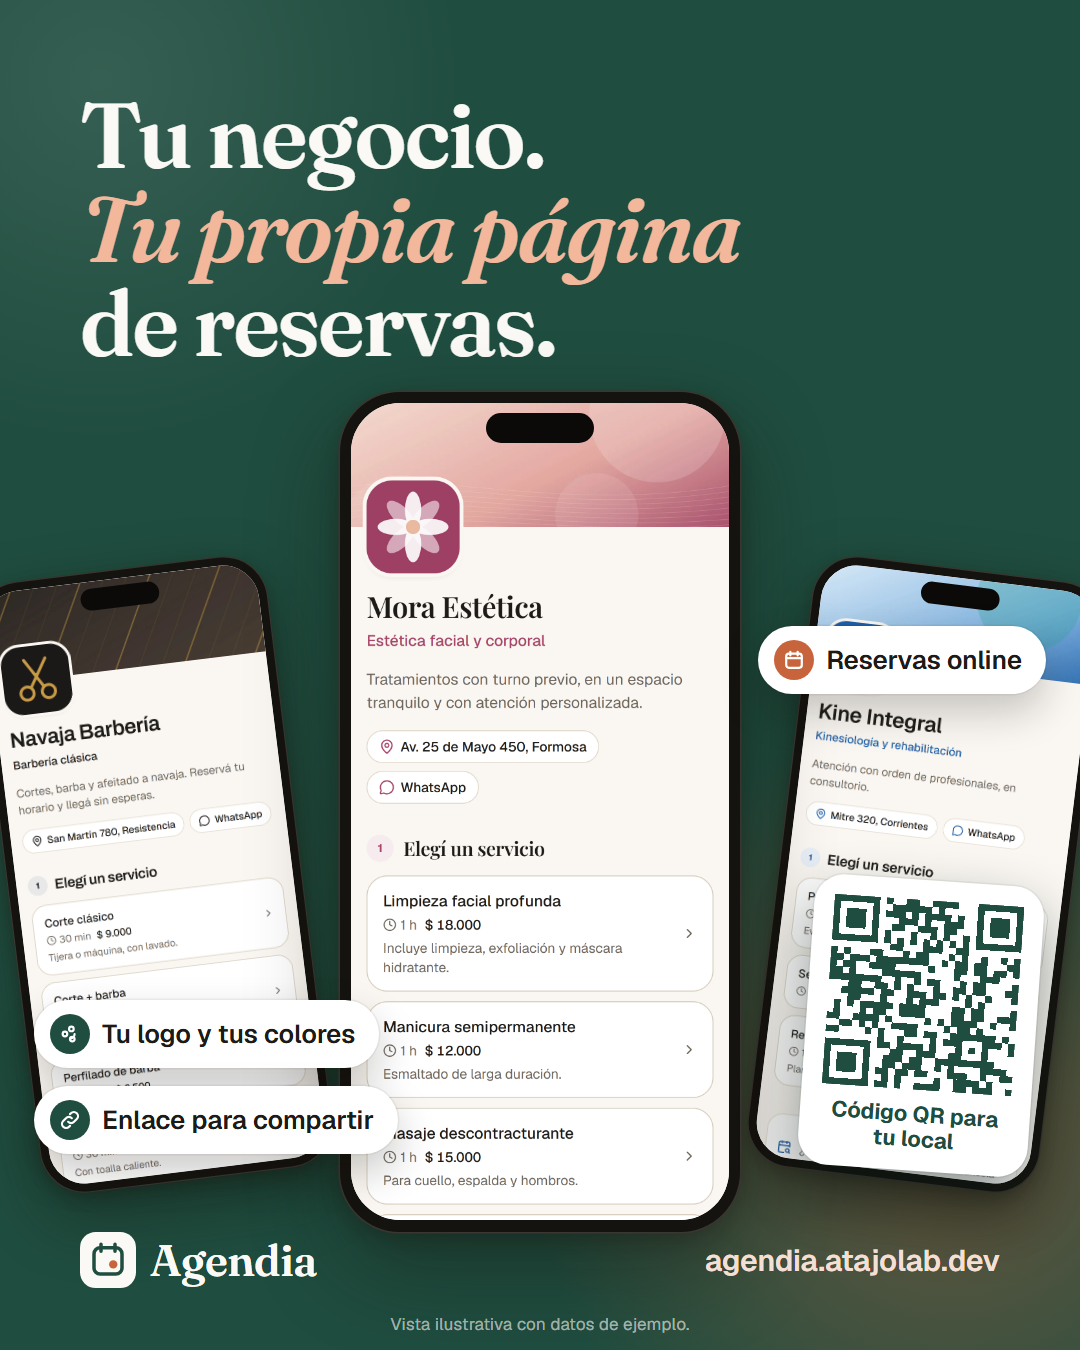 Tu negocio.
Tu propia página
de reservas.
Mora Estética
Estética facial y corporal
Tratamientos con turno previo, en un espacio
tranquilo y con atención personalizada.
Av. 25 de Mayo 450, Formosa
WhatsApp
1 Elegí un servicio
Limpieza facial profunda
1 h $ 18.000
Incluye limpieza, exfoliación y máscara
hidratante.
Manicura semipermanente
1 h $ 12.000
Esmaltado de larga duración.
asaje descontracturante
1 h $ 15.000
Para cuello, espalda y hombros.
Navaja Barbería
Barbería clásica
Cortes, barba y afeitado a navaja. Reservá tu
horario y llegá sin esperas.
San Martín 780, Resistencia
WhatsApp
1 Elegí un servicio
Corte clásico
30 min $ 9.000
Tijera o máquina, con lavado.
Corte + barba
Tu logo y tus colores
Perfilado de barba
Enlace para compartir
Con toalla caliente.
Reservas online
Kine Integral
Kinesiología y rehabilitación
Atención con orden de profesionales, en
consultorio.
Mitre 320, Corrientes
WhatsApp
1 Elegí un servicio
Código QR para
tu local
Agendia
agendia.atajolab.dev
Vista ilustrativa con datos de ejemplo.